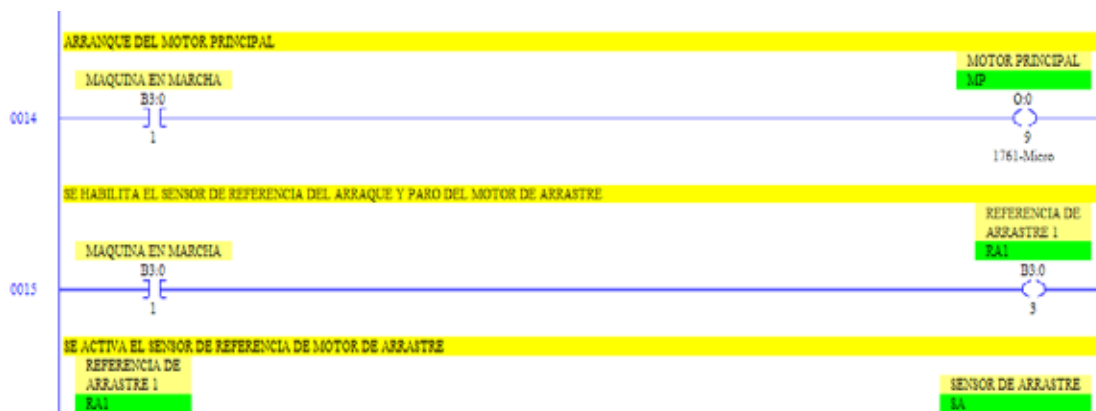 ARRANQUE DEL MOTOR PRINCIPAL
MOTOR PRINCIPAL
MP
MAQUINA EN MARCHA
B3:0
O:0
0014
1
9
1761-Micro
SE HABILITA EL SENSOR DE REFERENCIA DEL ARRAQUE Y PARO DEL MOTOR DE ARRASTRE
REFERENCIA DE
ARRASTRE 1
RA1
MAQUINA EN MARCHA
B3:0
B3:0
0015
1
3
SE ACTIVA EL SENSOR DE REFERENCIA DE MOTOR DE ARRASTRE
REFERENCIA DE
ARRASTRE 1
RA1
SENSOR DE ARRASTRE
SA